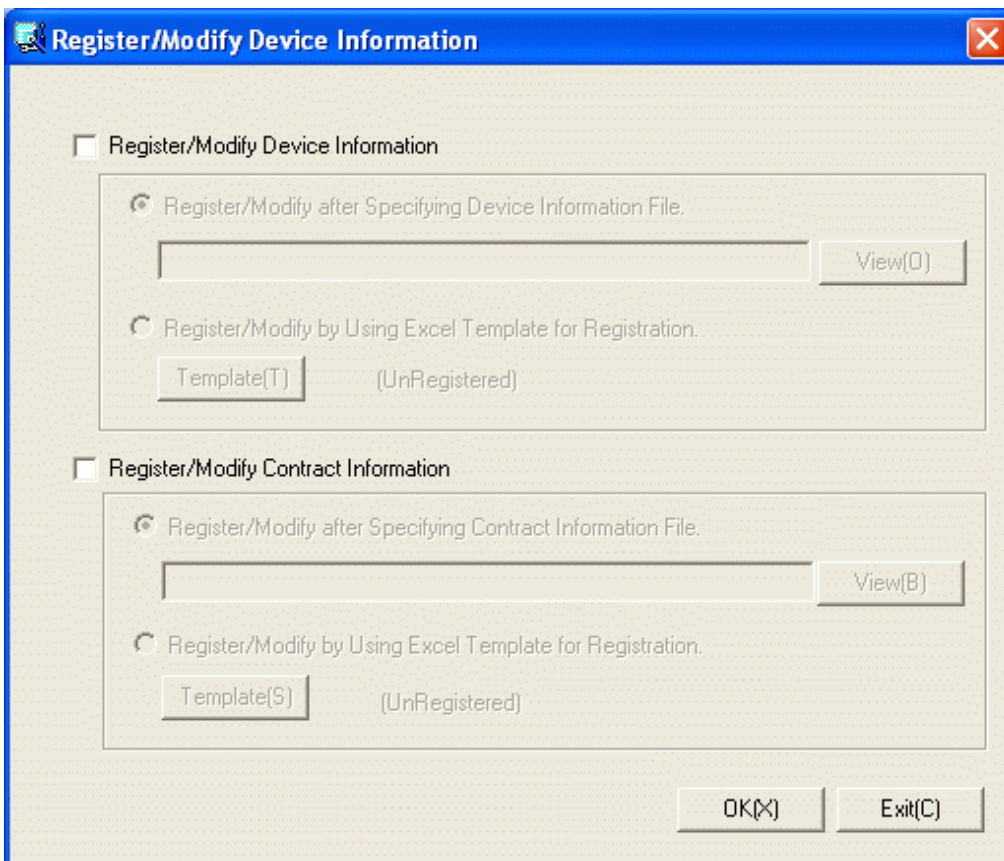 Register/Modify Device Information
Register/Modify Device Information
Register/Modify after Specifying Device Information File.
View(O)
Register/Modify by Using Excel Template for Registration.
Template(T) (UnRegistered)
Register/Modify Contract Information
Register/Modify after Specifying Contract Information File.
View(B)
Register/Modify by Using Excel Template for Registration.
Template(S) (UnRegistered)
OK(X) Exit(C)